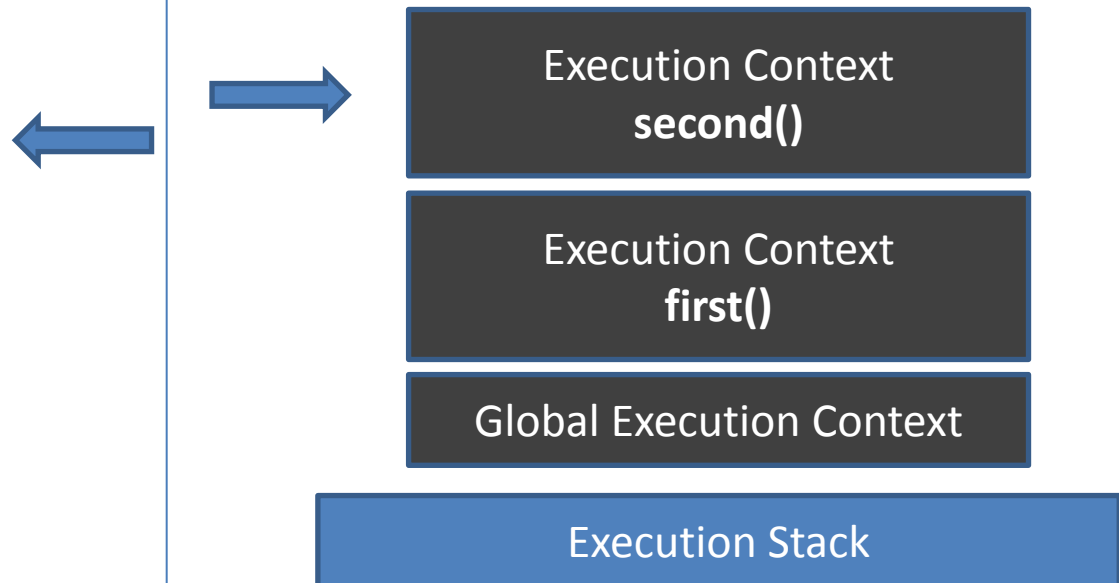 Execution Context
second()
Execution Context
first()
Global Execution Context
Execution Stack